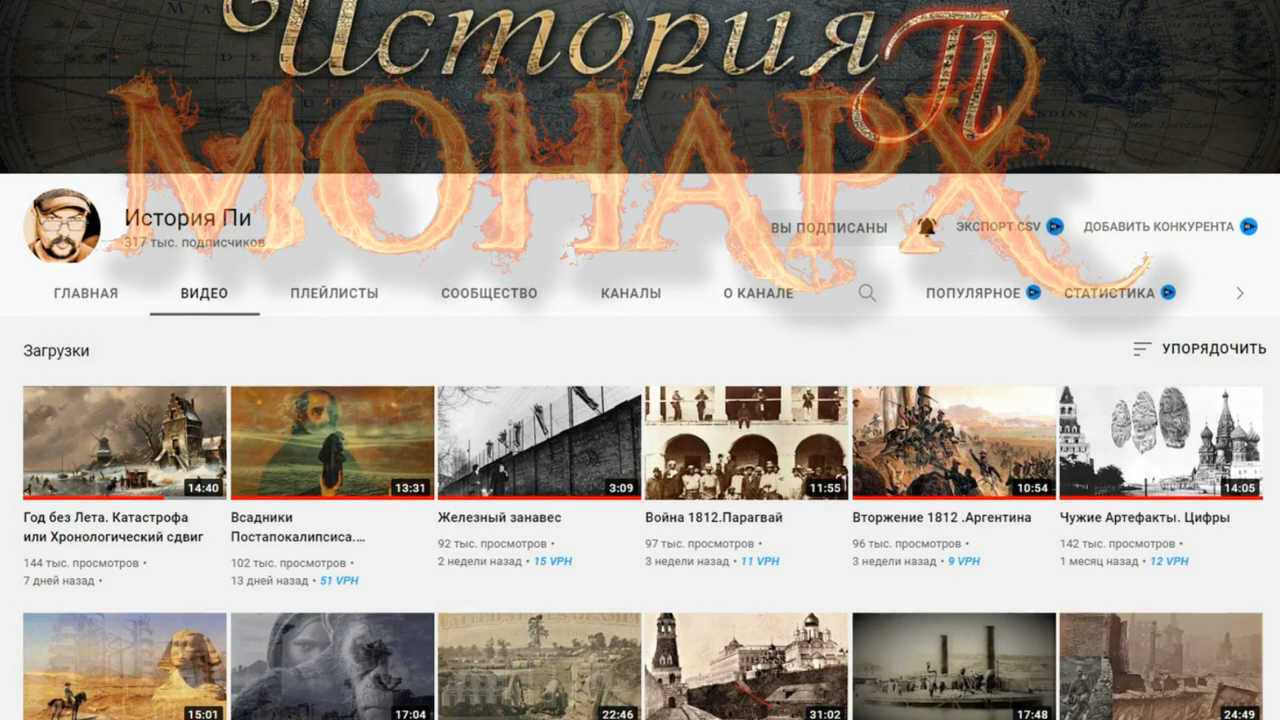 История
П
МОНАРХ
История Пи
317 тыс. подписчиков
ВЫ ПОДПИСАНЫ
ЭКСПОРТ CSV
ДОБАВИТЬ КОНКУРЕНТА
ГЛАВНАЯ ВИДЕО ПЛЕЙЛИСТЫ СООБЩЕСТВО КАНАЛЫ О КАНАЛЕ ПОПУЛЯРНОЕ СТАТИСТИКА
Загрузки
УПОРЯДОЧИТЬ
14:40
Год без Лета. Катастрофа
или Хронологический сдвиг
144 тыс. просмотров •
7 дней назад •
13:31
Всадники
Постапокалипсиса....
102 тыс. просмотров •
13 дней назад • 51 VPH
3:09
Железный занавес
92 тыс. просмотров •
2 недели назад • 15 VPH
11:55
Война 1812.Парагвай
97 тыс. просмотров •
3 недели назад • 11 VPH
10:54
Вторжение 1812 .Аргентина
96 тыс. просмотров •
3 недели назад • 9 VPH
14:05
Чужие Артефакты. Цифры
142 тыс. просмотров •
1 месяц назад • 12 VPH
15:01
17:04
22:46
31:02
17:48
24:49